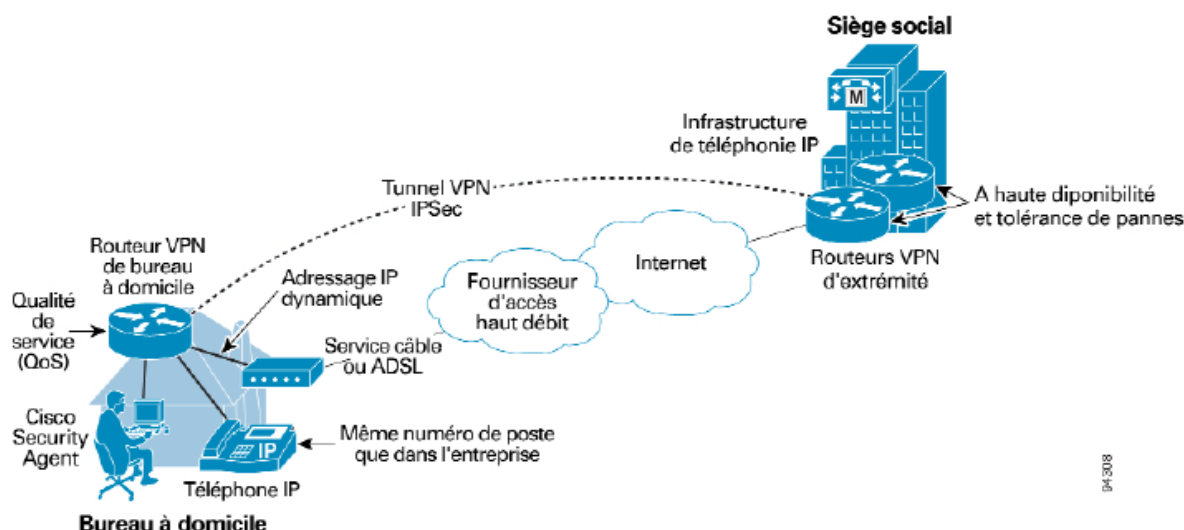 Siège social
M
Infrastructure
de téléphonie IP
Tunnel VPN
IPSec
A haute diponibilité
et tolérance de pannes
Routeur VPN
de bureau
à domicile
Adressage IP
dynamique
Fournisseur
d'accès
haut débit
Internet
Routeurs VPN
d'extrémité
Qualité
de
service
(QoS)
Service câble
ou ADSL
Cisco
Security
Agent
IP
Même numéro de poste
que dans l'entreprise
Téléphone IP
Bureau à domicile
94308